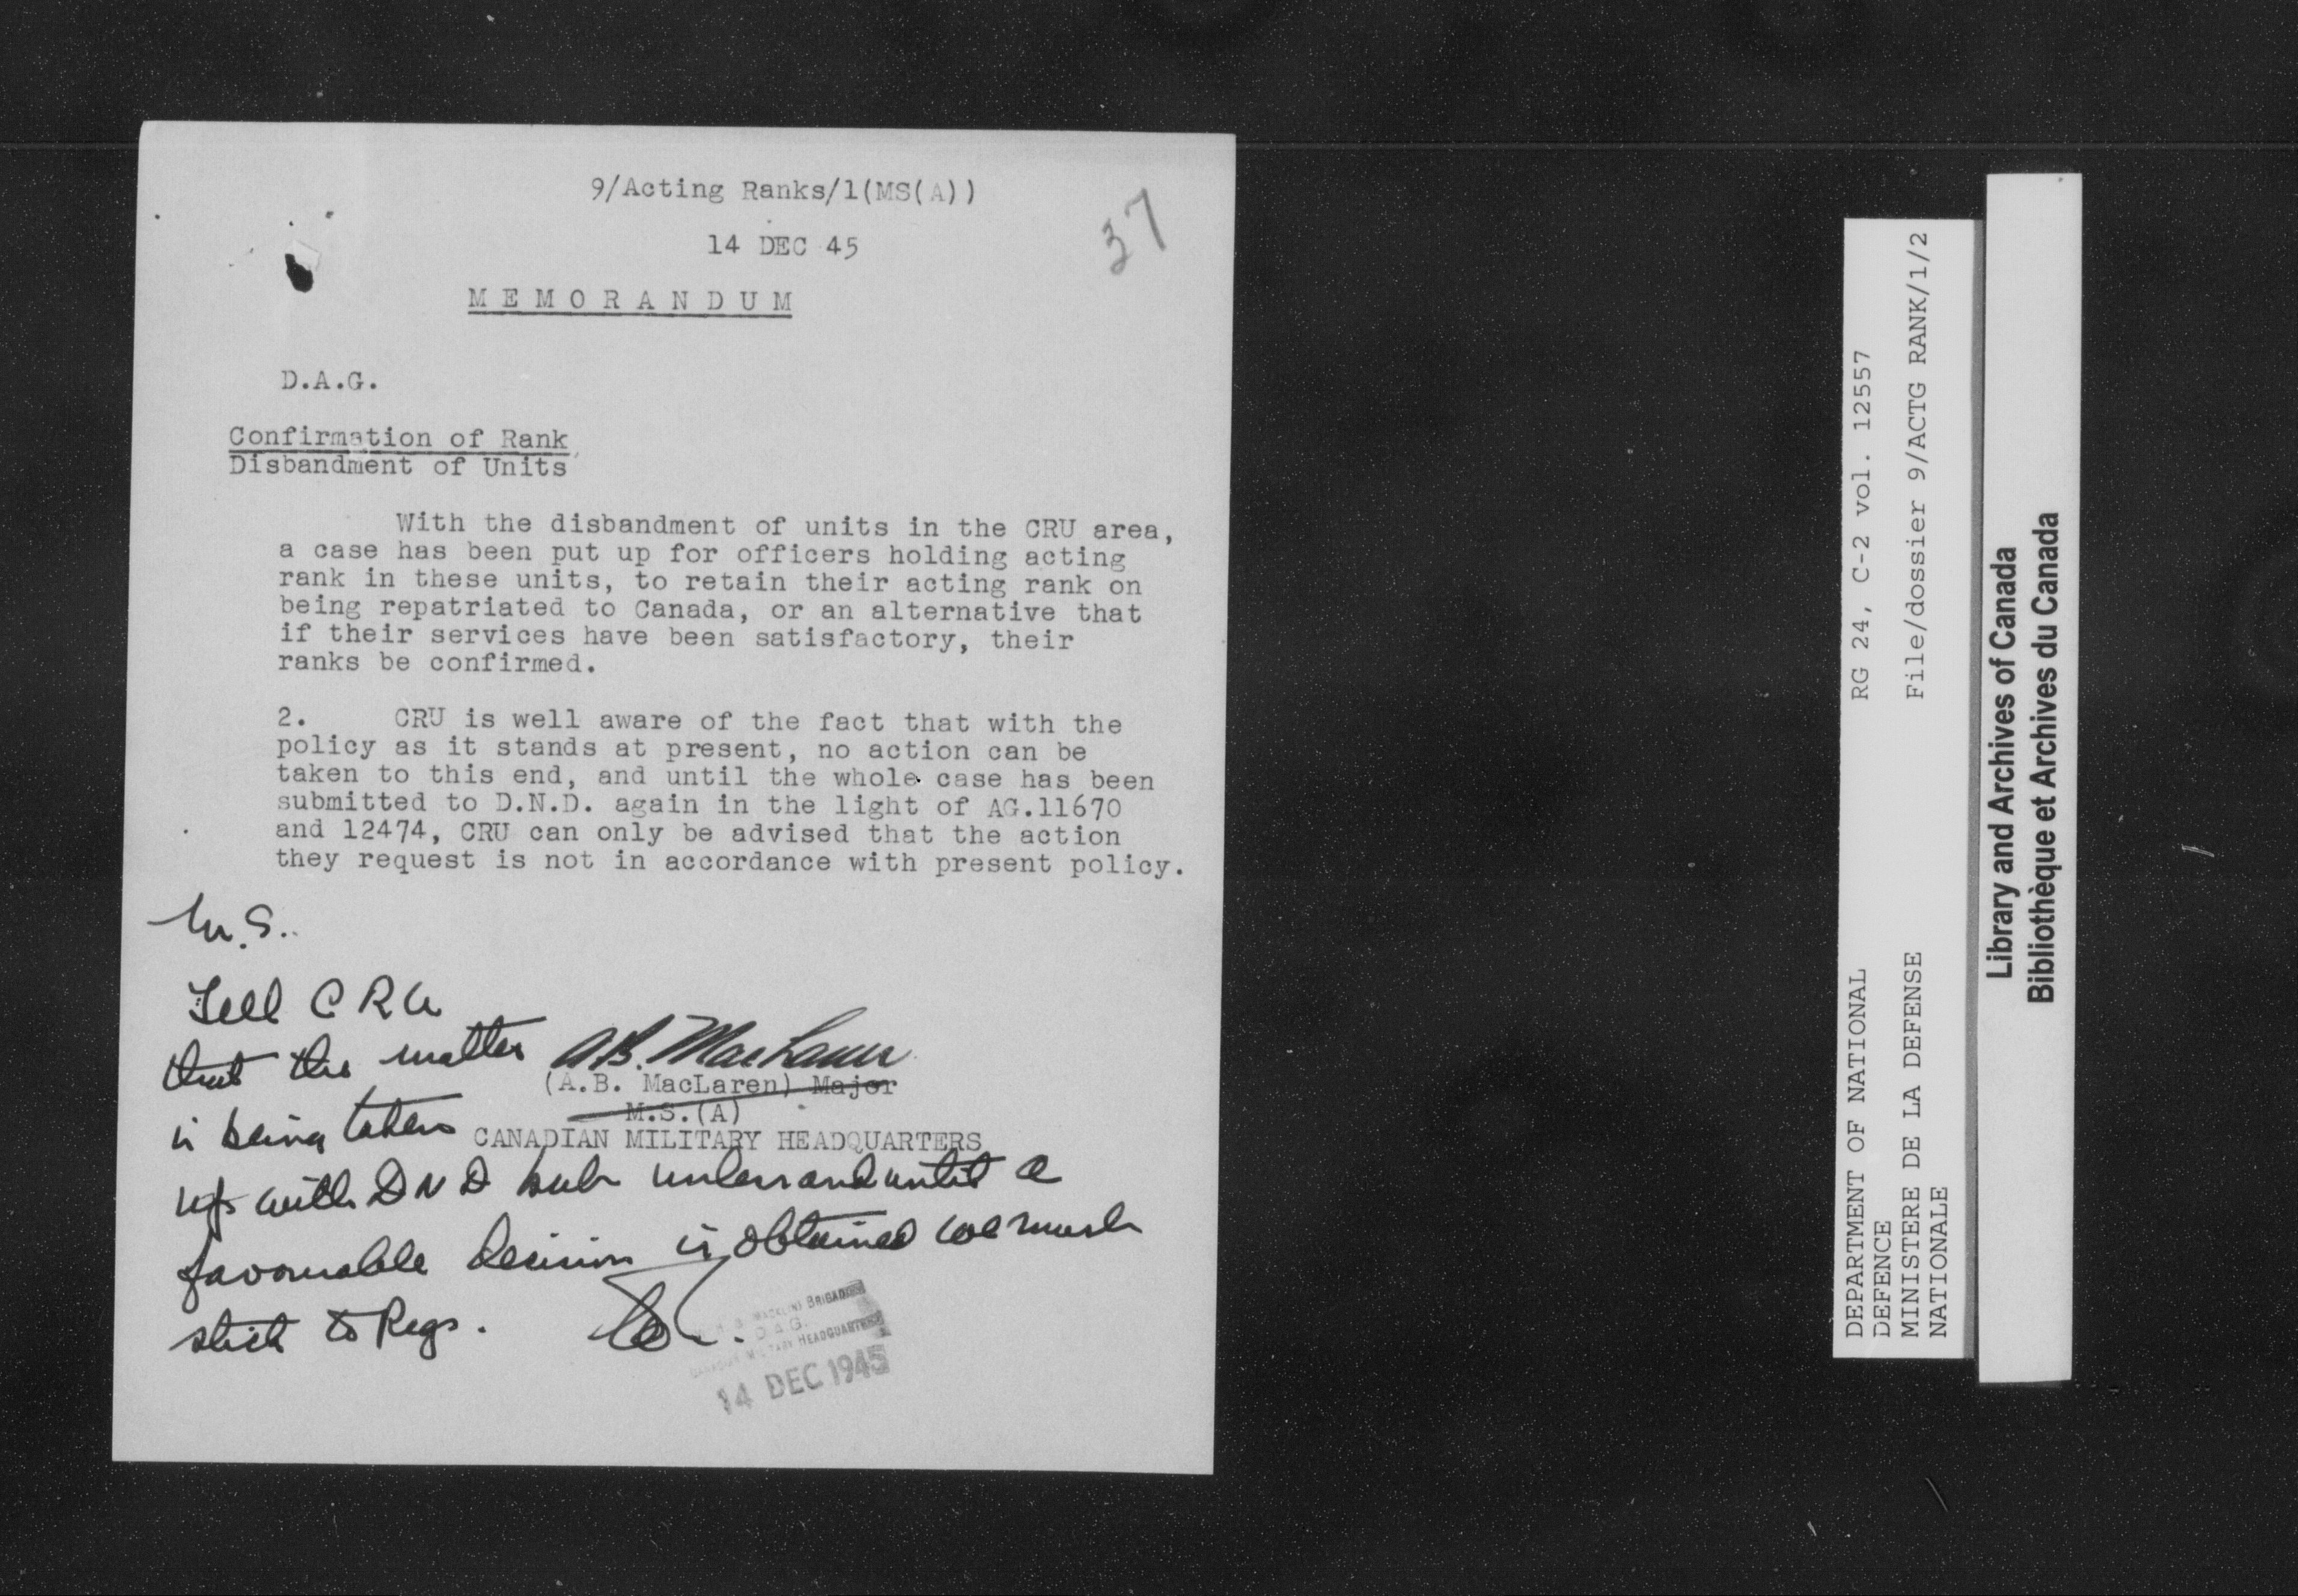 9/Acting Ranks/1(MS(A))
37
14 DEC 45
MEMORANDUM
D.A.G.
Confirmation of Rank
Disbandment of Units
With the disbandment of units in the CRU area,
a case has been put up for officers holding acting
rank in these units, to retain their acting rank on
being repatriated to Canada, or an alternative that
if their services have been satisfactory, their
ranks be confirmed.
2. CRU is well aware of the fact that with the
policy as it stands at present, no action can be
taken to this end, and until the whole case has been
submitted to D.N.D. again in the light of AG.11670
and 12474, CRU can only be advised that the action
they request is not in accordance with present policy.
M.S.
Tell CRU
that the matter
A.B. MacLaren
(A.B. MacLaren) Major
M.S.(A)
is being taken
CANADIAN MILITARY HEADQUARTERS
up with DND but unless and until a
favourable decision is obtained we must
stick to Regs.
BRIGADIER
D A G.
CANADIAN MILITARY HEADQUARTERS
14 DEC 1945
RG 24, C-2 vol. 12557
File/dossier 9/ACTG RANK/1/2
DEPARTMENT OF NATIONAL
DEFENCE
MINISTERE DE LA DEFENSE
NATIONALE
Library and Archives of Canada
Bibliothèque et Archives du Canada